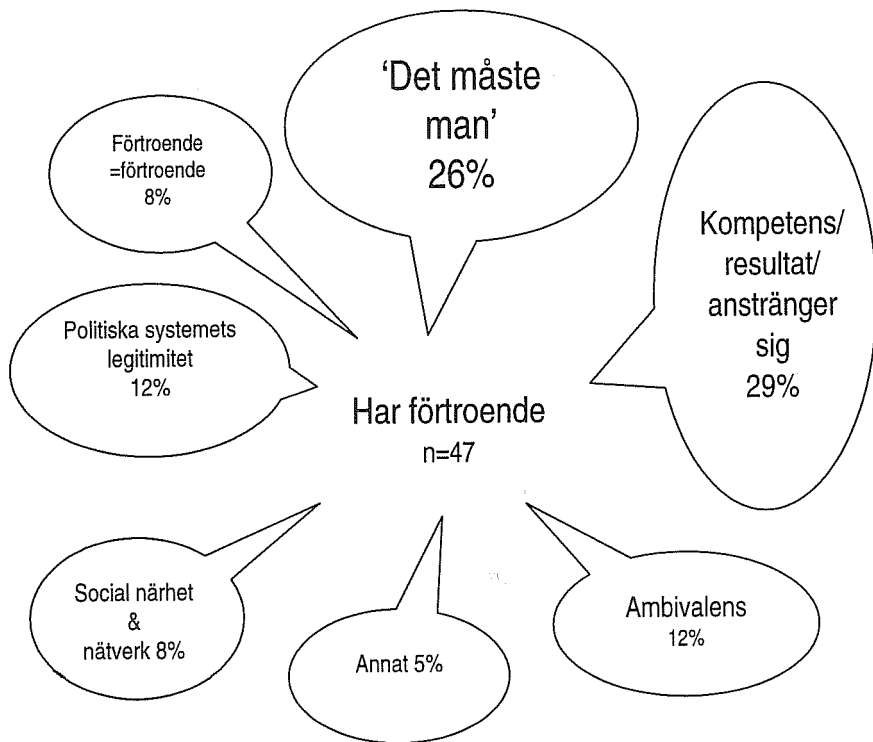 'Det måste
man'
26%
Förtroende
=förtroende
8%
Kompetens/
resultat/
anstränger
sig
29%
Politiska systemets
legitimitet
12%
Har förtroende
n=47
Social närhet
&
nätverk 8%
Annat 5%
Ambivalens
12%